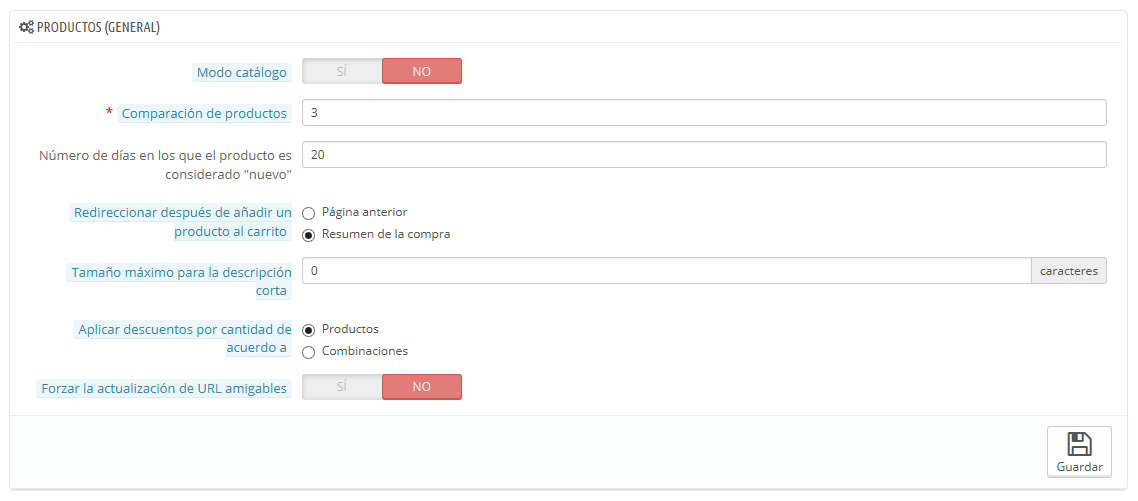 PRODUCTOS (GENERAL)
Modo catálogo
SÍ
NO
* Comparación de productos
3
Número de días en los que el producto es
considerado "nuevo"
20
Redireccionar después de añadir un
producto al carrito
Página anterior
Resumen de la compra
Tamaño máximo para la descripción
corta
0
caracteres
Aplicar descuentos por cantidad de
acuerdo a
Productos
Combinaciones
Forzar la actualización de URL amigables
SÍ
NO
Guardar